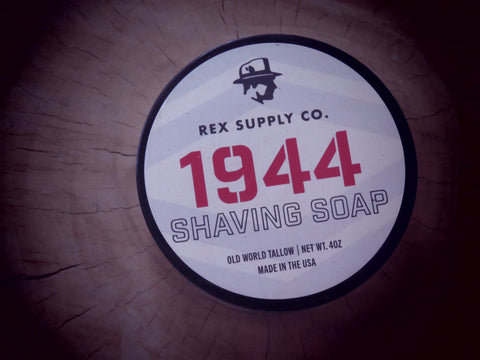 REX SUPPLY CO.
1944
SHAVING SOAP
OLD WORLD TALLOW | NET WT. 4OZ
MADE IN THE USA